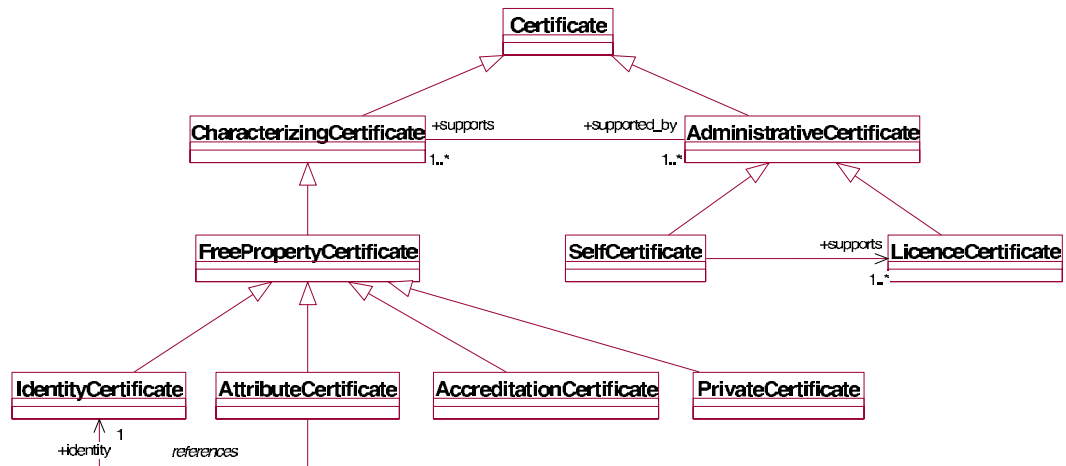 Certificate
CharacterizingCertificate
+supports
+supported_by
AdministrativeCertificate
1..*
1..*
FreePropertyCertificate
SelfCertificate
+supports
LicenceCertificate
1..*
IdentityCertificate
AttributeCertificate
AccreditationCertificate
PrivateCertificate
1
+identity
references